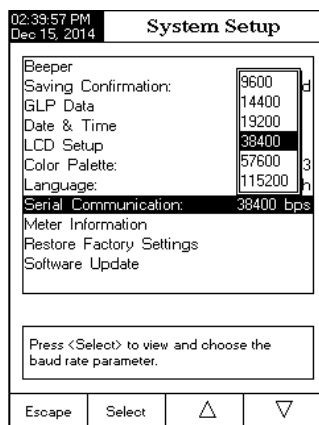 02:39:57 PM
Dec 15, 2014
System Setup
Beeper
Saving Confirmation: d
GLP Data
Date & Time
LCD Setup
Color Palette: 3
Language: h
Serial Communication: 38400 bps
Meter Information
Restore Factory Settings
Software Update
9600
14400
19200
38400
57600
115200
Press <Select> to view and choose the
baud rate parameter.
Escape Select △ ▽